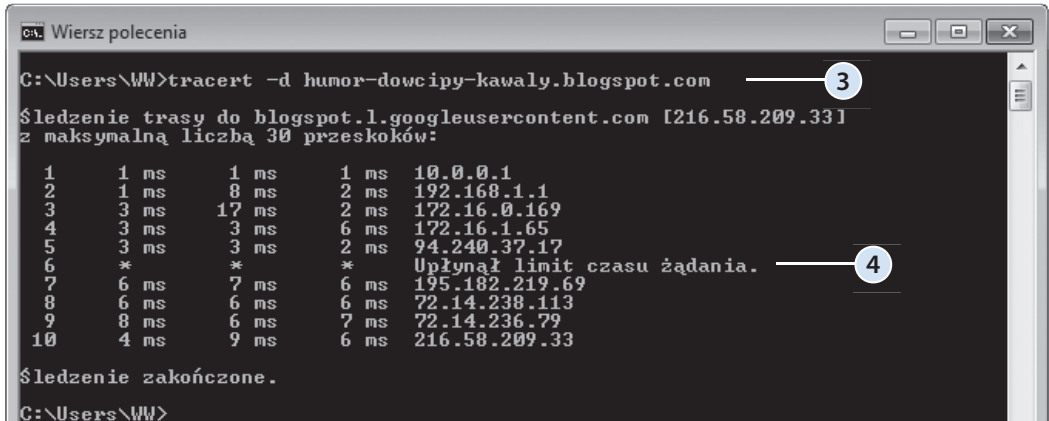 Wiersz polecenia
C:\Users\WW>tracert -d humor-dowcipy-kawaly.blogspot.com
3
Śledzenie trasy do blogspot.l.googleusercontent.com [216.58.209.33]
z maksymalną liczbą 30 przeskoków:
1 1 ms 1 ms 1 ms 10.0.0.1
2 1 ms 8 ms 2 ms 192.168.1.1
3 3 ms 17 ms 2 ms 172.16.0.169
4 3 ms 3 ms 6 ms 172.16.1.65
5 3 ms 3 ms 2 ms 94.240.37.17
6 * * * Upłynął limit czasu żądania.
4
7 6 ms 7 ms 6 ms 195.182.219.69
8 6 ms 6 ms 6 ms 72.14.238.113
9 8 ms 6 ms 7 ms 72.14.236.79
10 4 ms 9 ms 6 ms 216.58.209.33
Śledzenie zakończone.
C:\Users\WW>